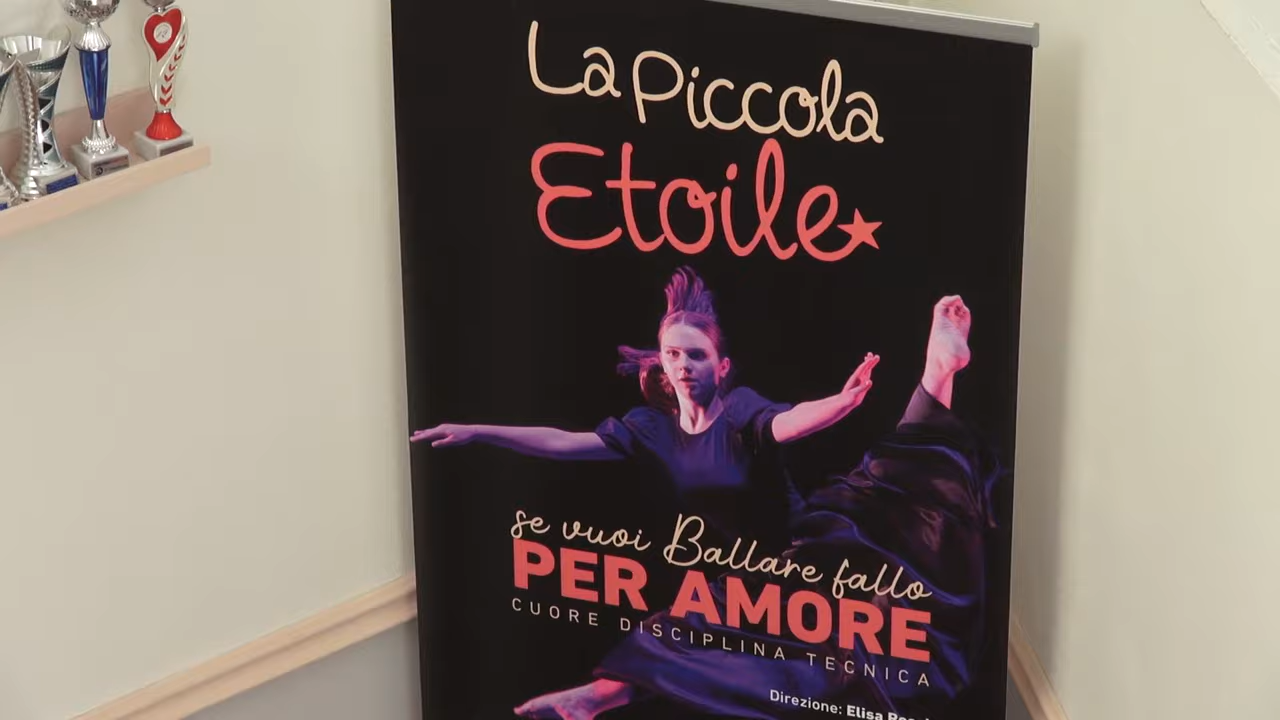 La Piccola
Etoile
se vuoi Ballare fallo
PER AMORE
CUORE DISCIPLINA TECNICA
Direzione: Elisa